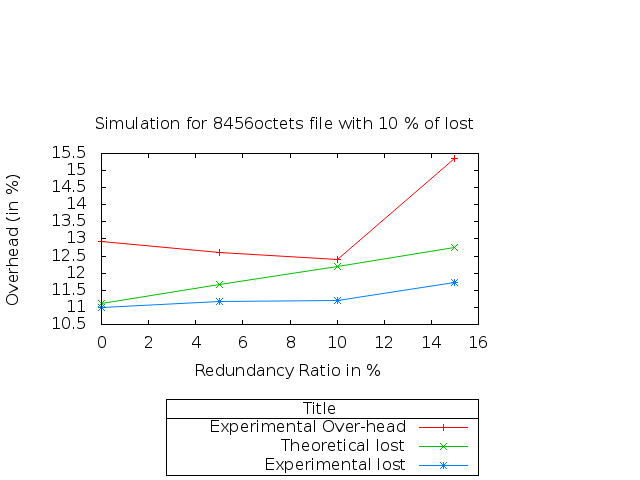 Simulation for 8456octets file with 10 % of lost
Overhead (in %)
15.5
15
14.5
14
13.5
13
12.5
12
11.5
11
10.5
0 2 4 6 8 10 12 14 16
Redundancy Ratio in %
Title
Experimental Over-head
Theoretical lost
Experimental lost